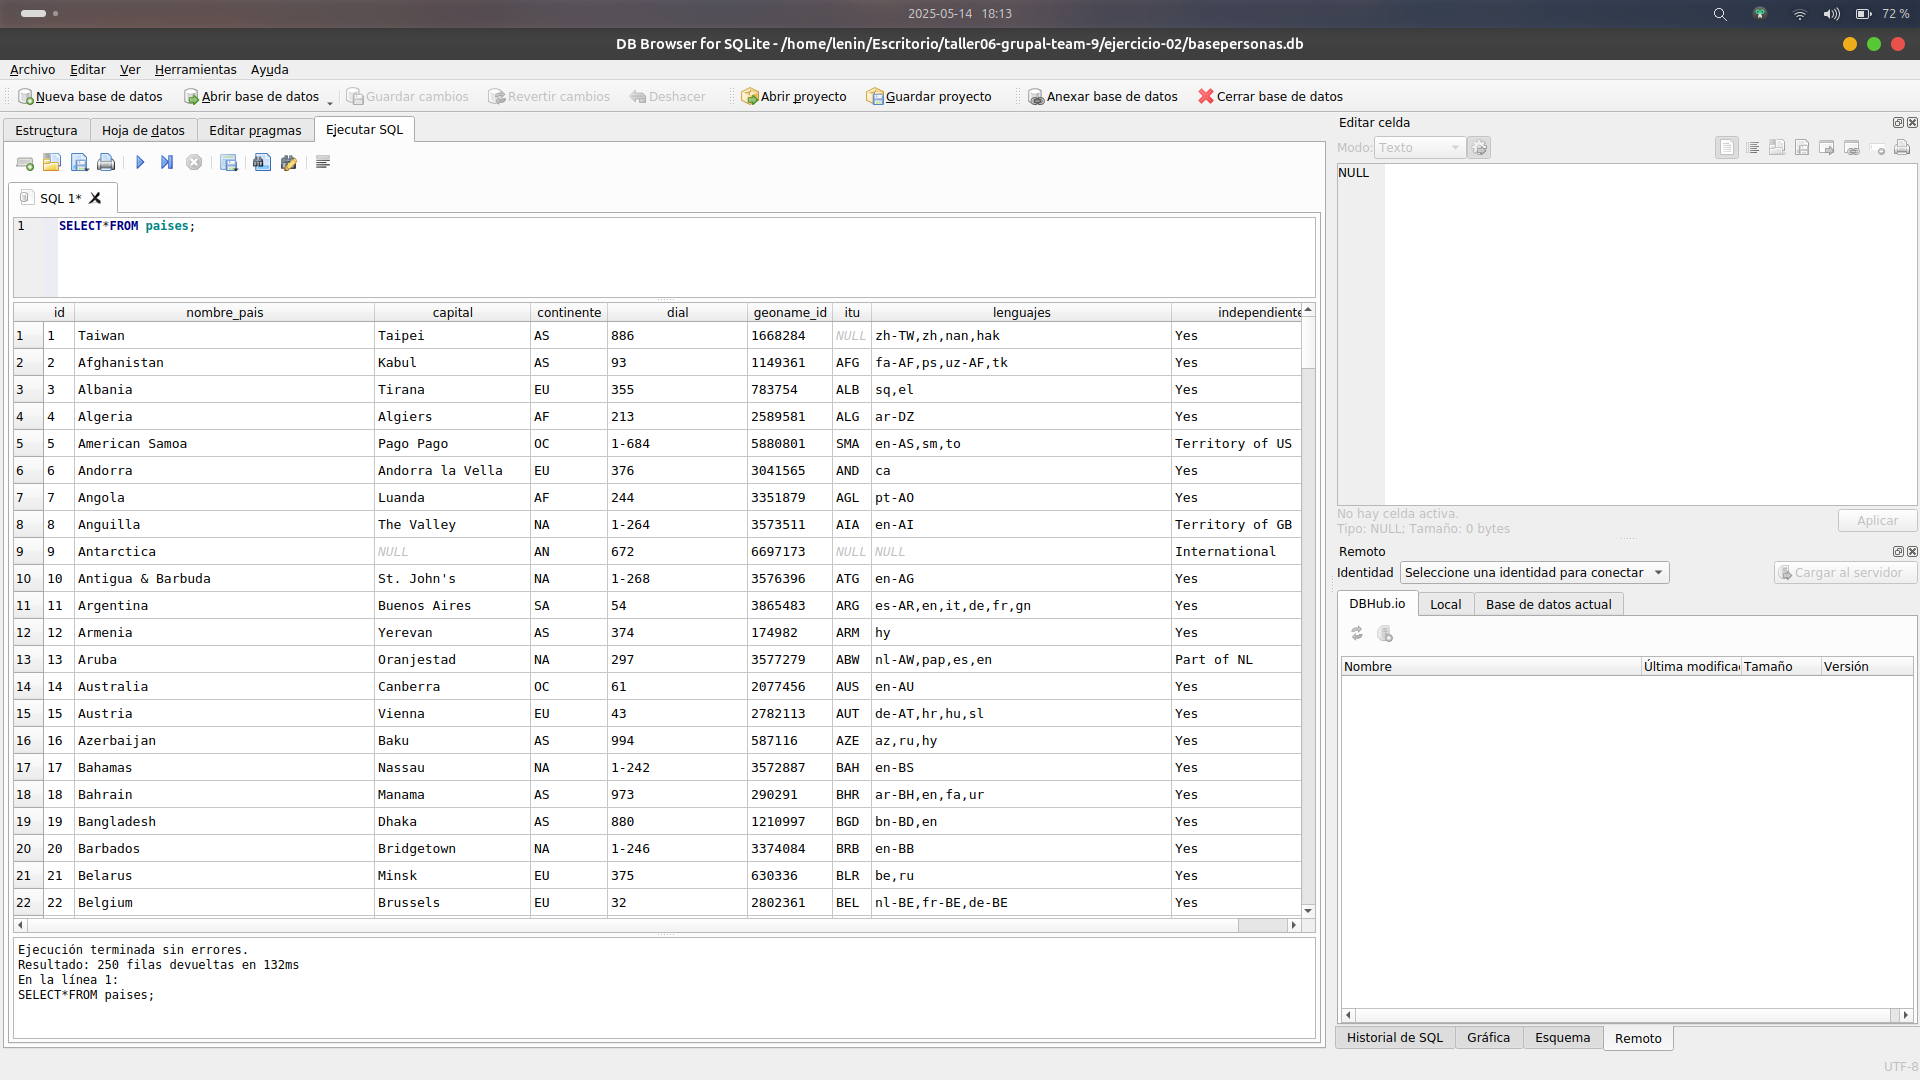 2025-05-14 18:13
72 %
DB Browser for SQLite - /home/lenin/Escritorio/taller06-grupal-team-9/ejercicio-02/basepersonas.db
Archivo Editar Ver Herramientas Ayuda
Nueva base de datos Abrir base de datos Guardar cambios Revertir cambios Deshacer Abrir proyecto Guardar proyecto Anexar base de datos Cerrar base de datos
Estructura Hoja de datos Editar pragmas Ejecutar SQL
SQL 1*
1 SELECT*FROM paises;
id nombre_pais capital continente dial geoname_id itu lenguajes independiente
1 1 Taiwan Taipei AS 886 1668284 NULL zh-TW,zh,nan,hak Yes
2 2 Afghanistan Kabul AS 93 1149361 AFG fa-AF,ps,uz-AF,tk Yes
3 3 Albania Tirana EU 355 783754 ALB sq,el Yes
4 4 Algeria Algiers AF 213 2589581 ALG ar-DZ Yes
5 5 American Samoa Pago Pago OC 1-684 5880801 SMA en-AS,sm,to Territory of US
6 6 Andorra Andorra la Vella EU 376 3041565 AND ca Yes
7 7 Angola Luanda AF 244 3351879 AGL pt-AO Yes
8 8 Anguilla The Valley NA 1-264 3573511 AIA en-AI Territory of GB
9 9 Antarctica NULL AN 672 6697173 NULL NULL International
10 10 Antigua & Barbuda St. John's NA 1-268 3576396 ATG en-AG Yes
11 11 Argentina Buenos Aires SA 54 3865483 ARG es-AR,en,it,de,fr,gn Yes
12 12 Armenia Yerevan AS 374 174982 ARM hy Yes
13 13 Aruba Oranjestad NA 297 3577279 ABW nl-AW,pap,es,en Part of NL
14 14 Australia Canberra OC 61 2077456 AUS en-AU Yes
15 15 Austria Vienna EU 43 2782113 AUT de-AT,hr,hu,sl Yes
16 16 Azerbaijan Baku AS 994 587116 AZE az,ru,hy Yes
17 17 Bahamas Nassau NA 1-242 3572887 BAH en-BS Yes
18 18 Bahrain Manama AS 973 290291 BHR ar-BH,en,fa,ur Yes
19 19 Bangladesh Dhaka AS 880 1210997 BGD bn-BD,en Yes
20 20 Barbados Bridgetown NA 1-246 3374084 BRB en-BB Yes
21 21 Belarus Minsk EU 375 630336 BLR be,ru Yes
22 22 Belgium Brussels EU 32 2802361 BEL nl-BE,fr-BE,de-BE Yes
Ejecución terminada sin errores.
Resultado: 250 filas devueltas en 132ms
En la línea 1:
SELECT*FROM paises;
Editar celda
Modo: Texto
NULL
No hay celda activa.
Tipo: NULL; Tamaño: 0 bytes
Aplicar
Remoto
Identidad Seleccione una identidad para conectar Cargar al servidor
DBHub.io Local Base de datos actual
Nombre Última modifica Tamaño Versión
Historial de SQL Gráfica Esquema Remoto
UTF-8